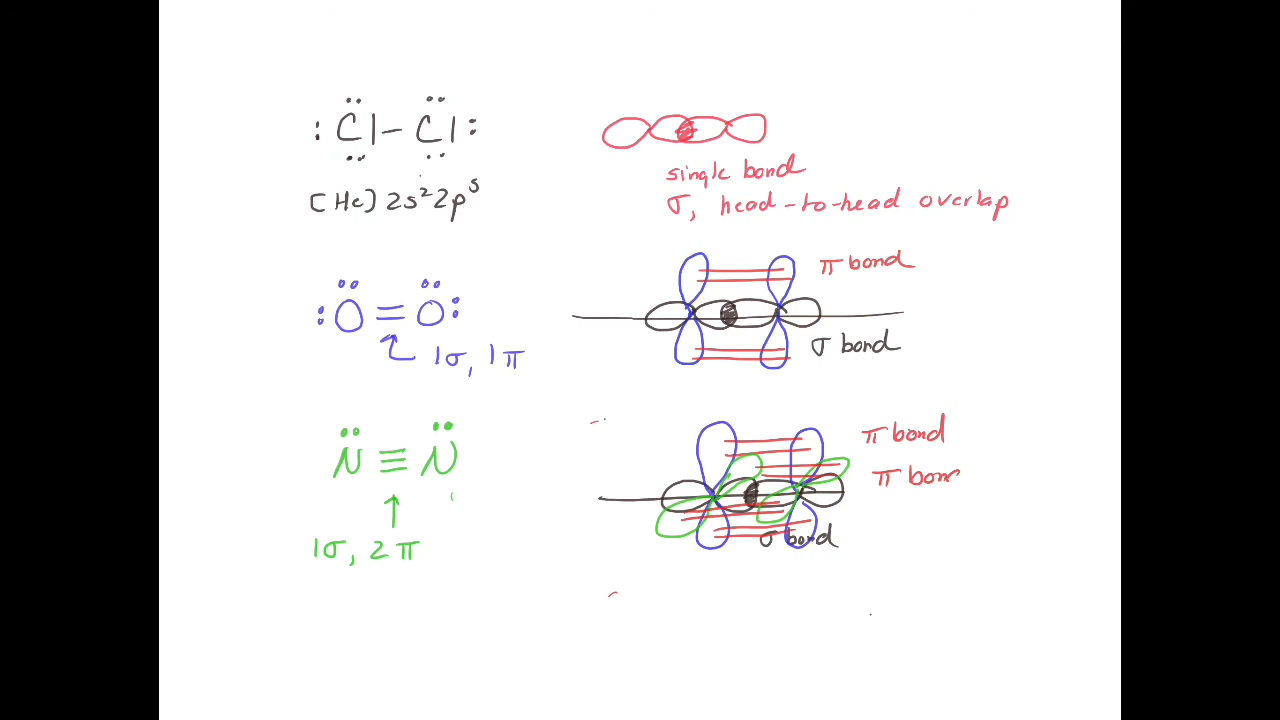 :C̈l–C̈l:
single bond
[He] 2s²2p⁵
σ, head-to-head overlap
π bond
:Ö=Ö:
σ bond
1σ, 1π
π bond
N̈≡N̈
π bon
σ bond
1σ, 2π